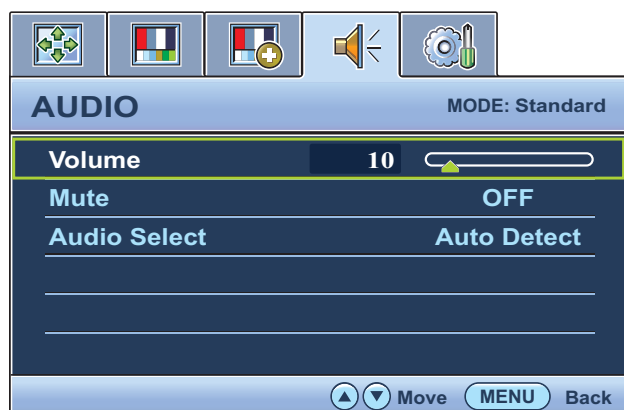 AUDIO MODE: Standard
Volume 10
Mute OFF
Audio Select Auto Detect
Move MENU Back